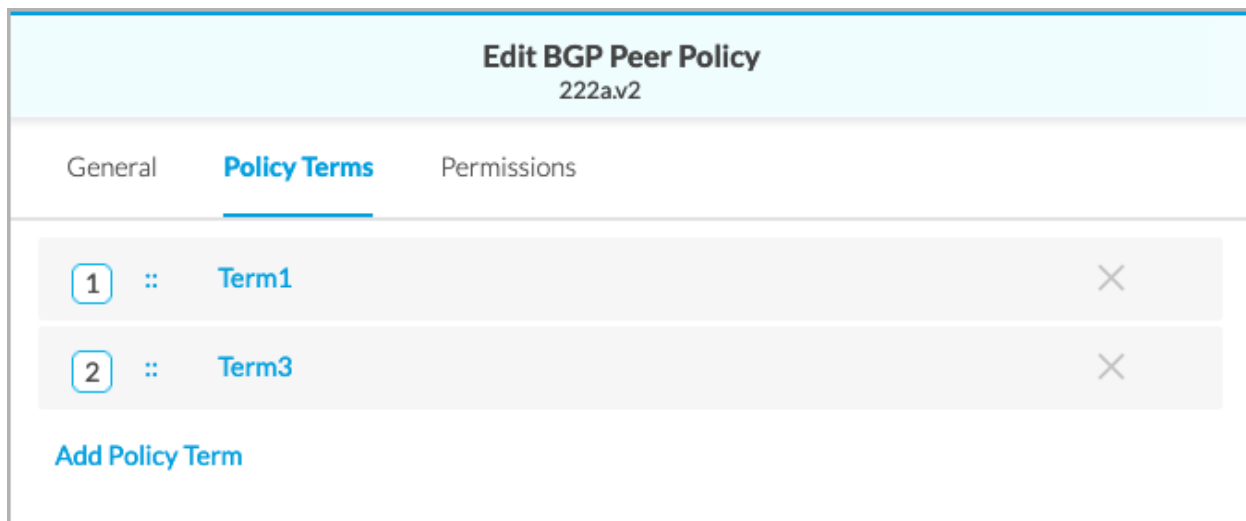 Edit BGP Peer Policy
222a.v2
General Policy Terms Permissions
1 :: Term1
2 :: Term3
Add Policy Term